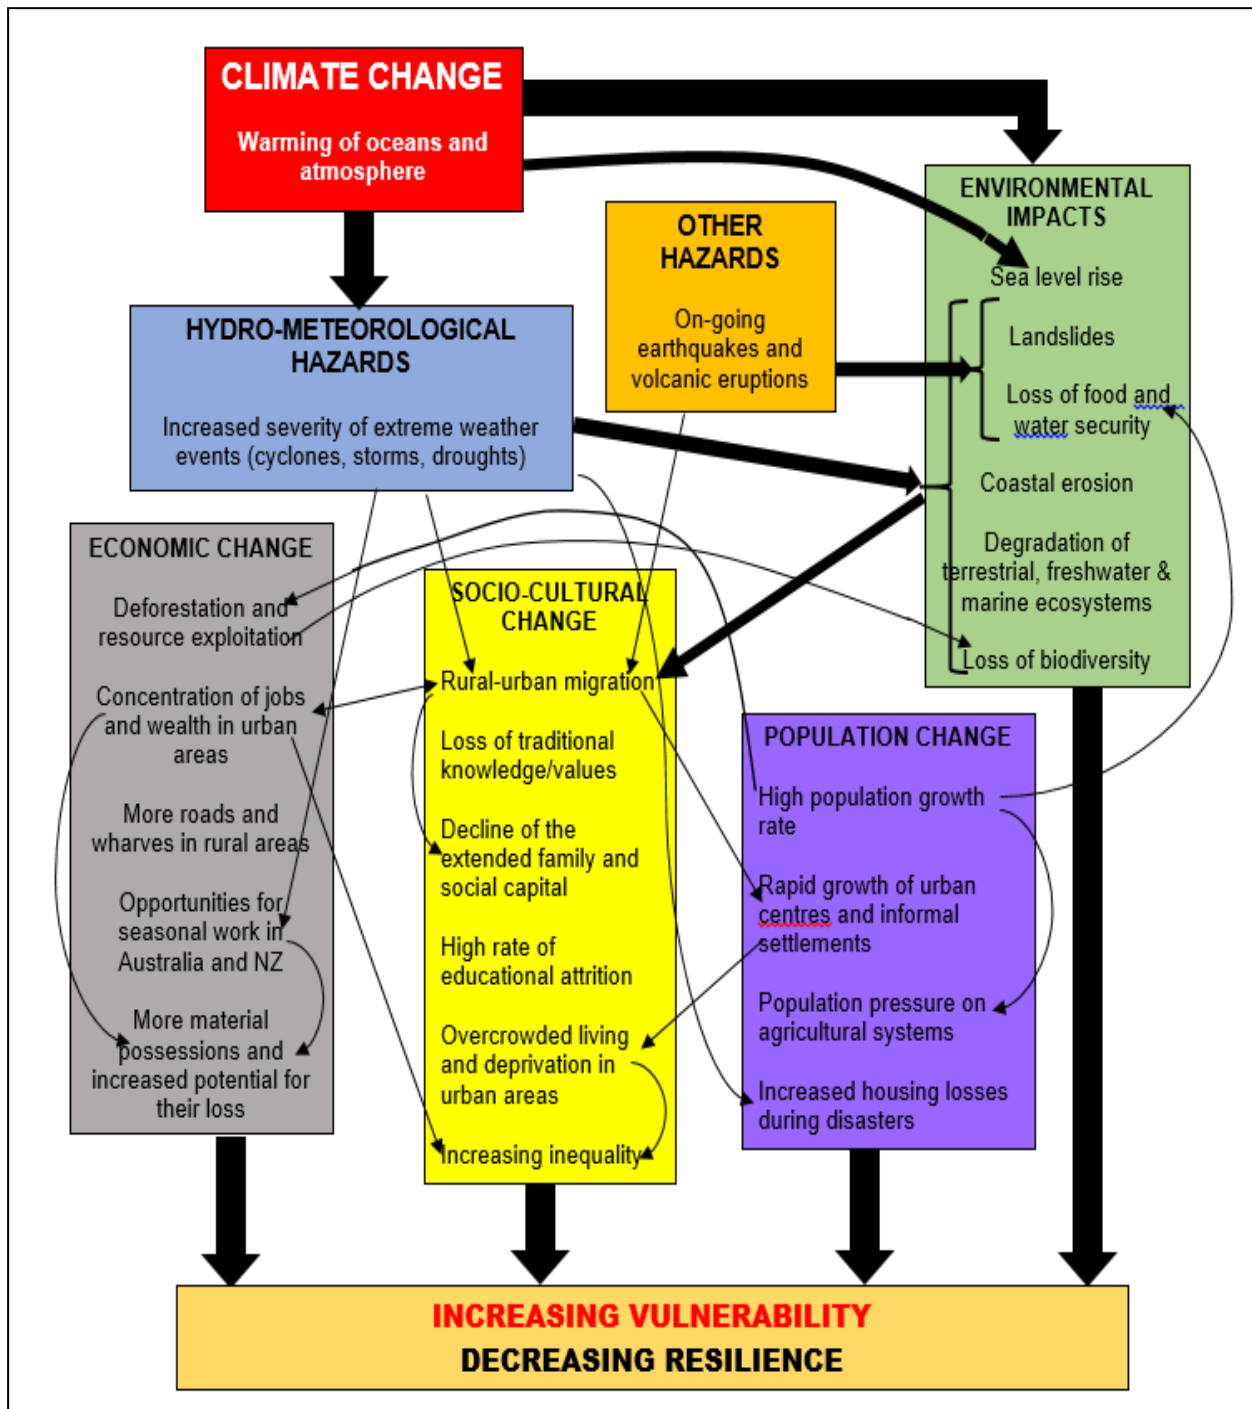 CLIMATE CHANGE
Warming of oceans and
atmosphere
ENVIRONMENTAL
IMPACTS
Sea level rise
Landslides
Loss of food and
water security
Coastal erosion
Degradation of
terrestrial, freshwater &
marine ecosystems
Loss of biodiversity
OTHER
HAZARDS
On-going
earthquakes and
volcanic eruptions
HYDRO-METEOROLOGICAL
HAZARDS
Increased severity of extreme weather
events (cyclones, storms, droughts)
ECONOMIC CHANGE
Deforestation and
resource exploitation
Concentration of jobs
and wealth in urban
areas
More roads and
wharves in rural areas
Opportunities for
seasonal work in
Australia and NZ
More material
possessions and
increased potential for
their loss
SOCIO-CULTURAL
CHANGE
Rural-urban migration
Loss of traditional
knowledge/values
Decline of the
extended family and
social capital
High rate of
educational attrition
Overcrowded living
and deprivation in
urban areas
Increasing inequality
POPULATION CHANGE
High population growth
rate
Rapid growth of urban
centres and informal
settlements
Population pressure on
agricultural systems
Increased housing losses
during disasters
INCREASING VULNERABILITY
DECREASING RESILIENCE